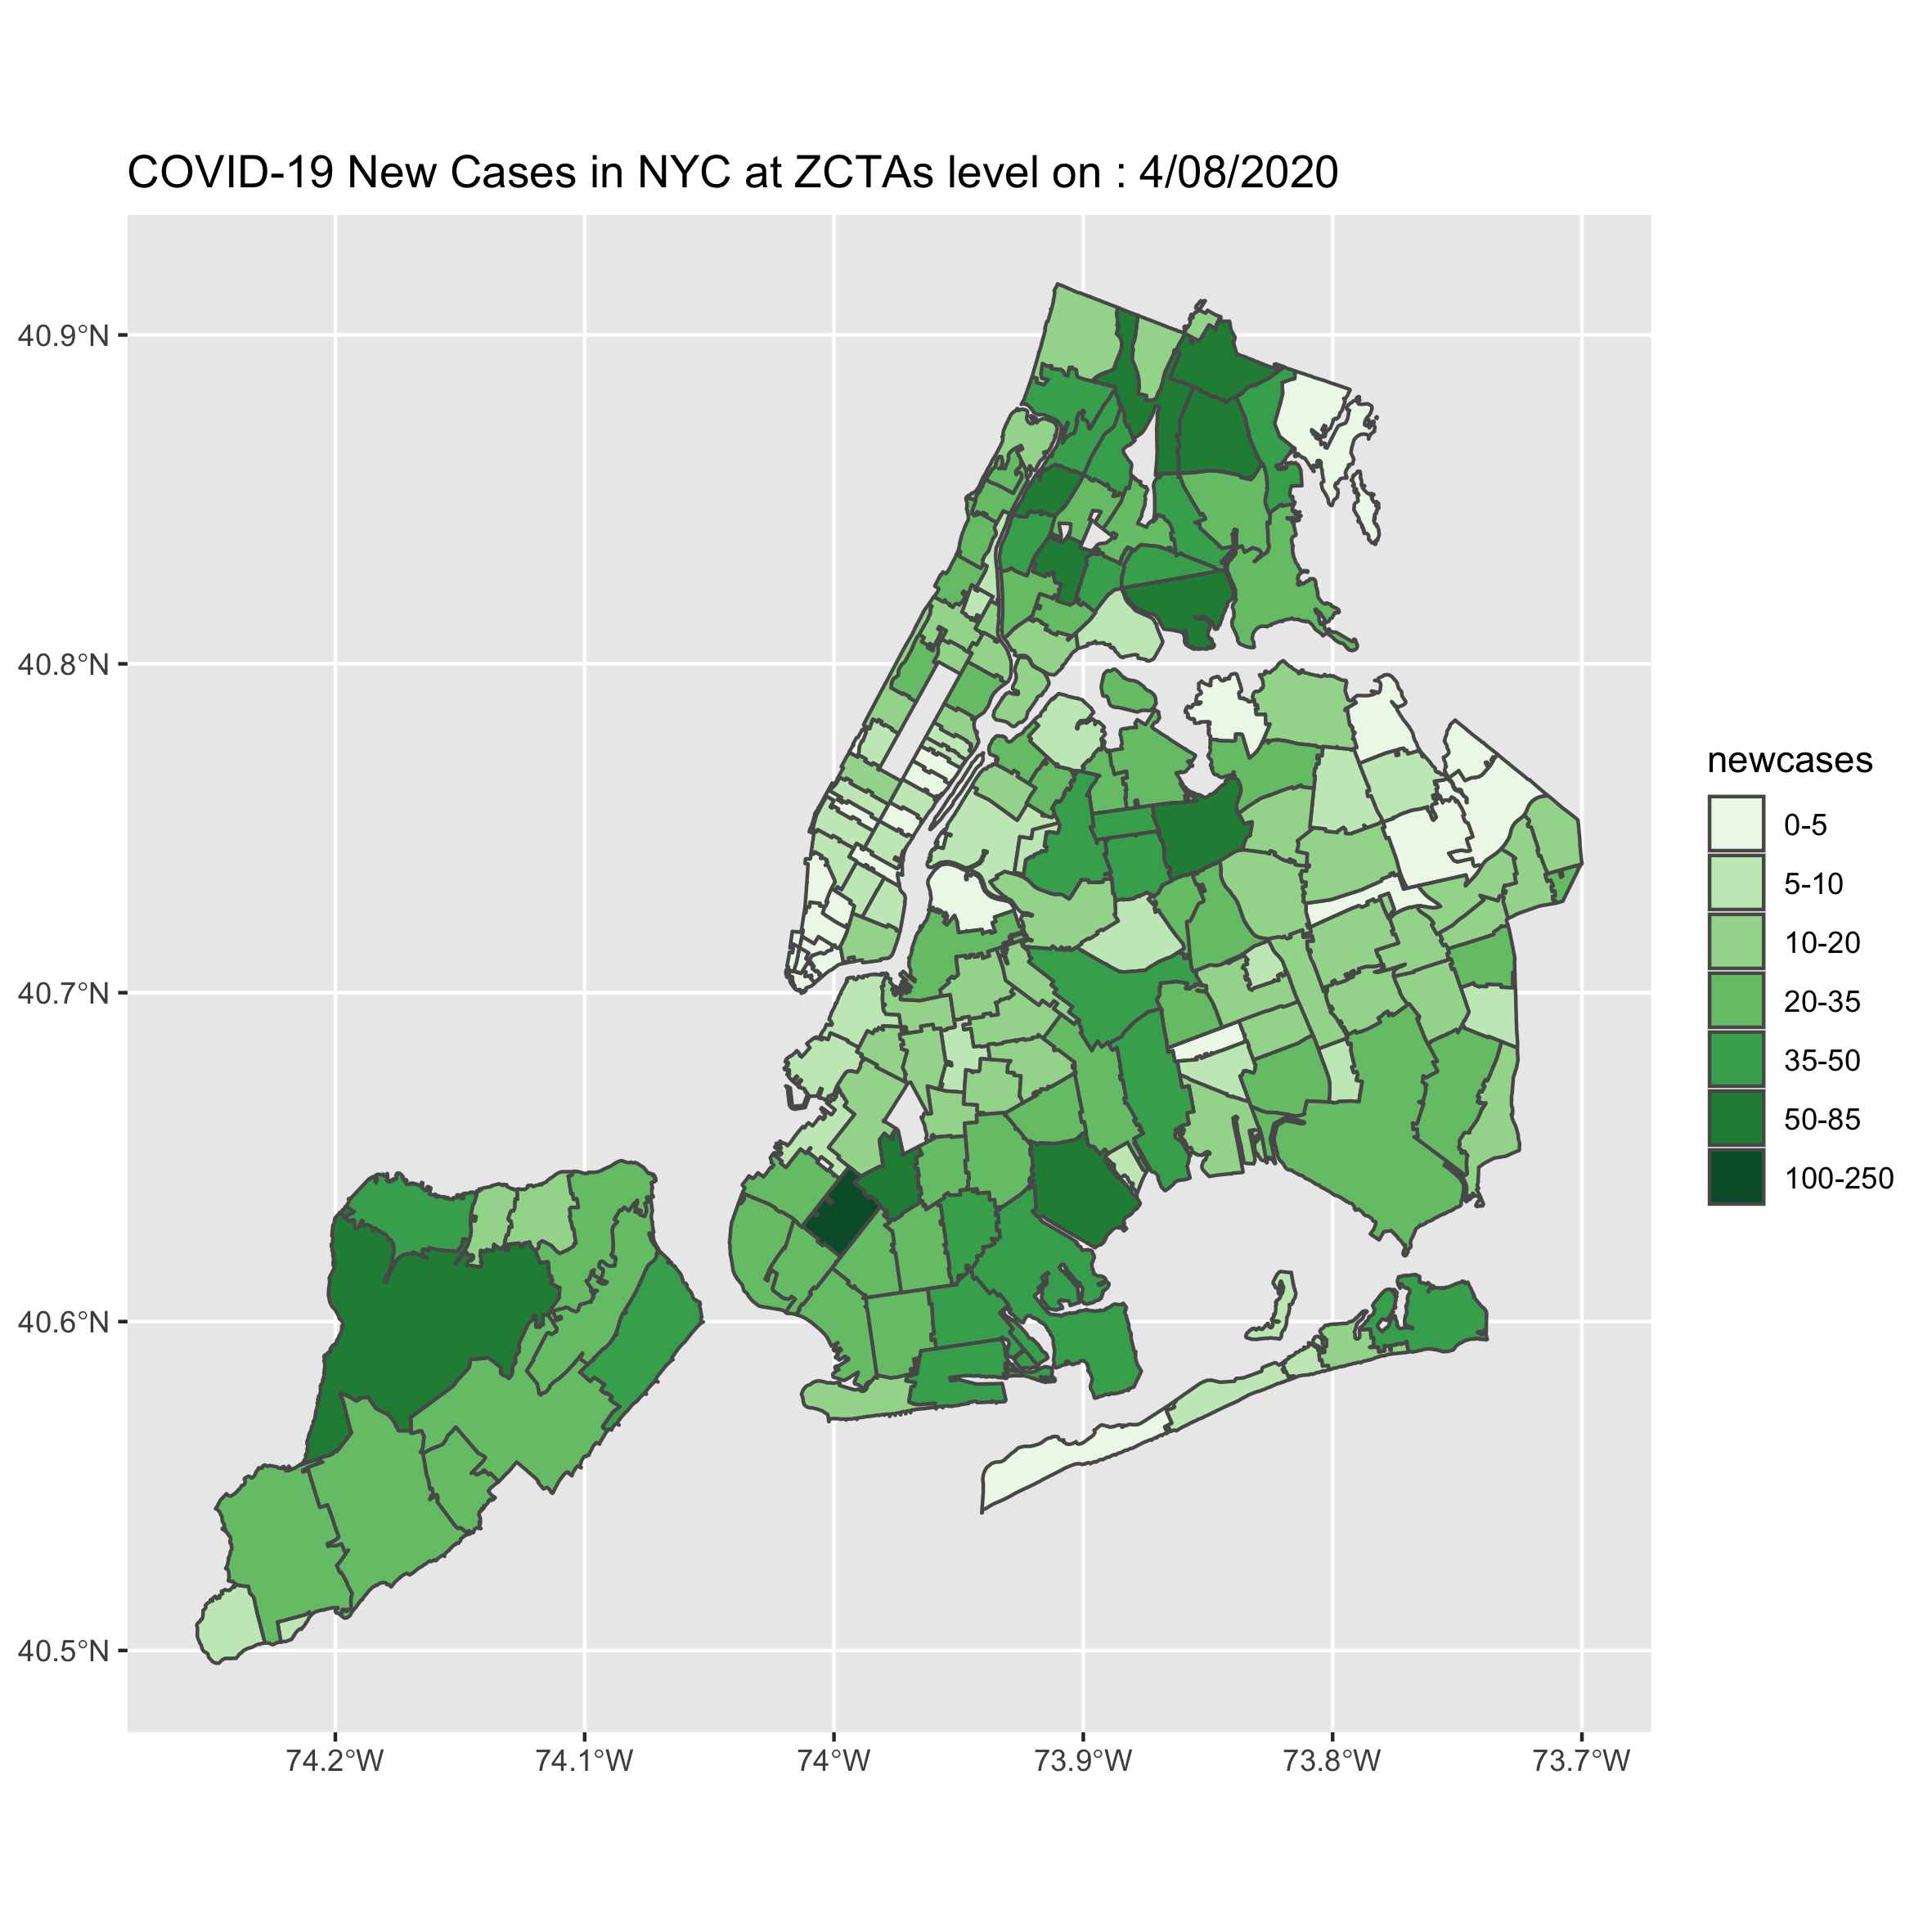 COVID-19 New Cases in NYC at ZCTAs level on : 4/08/2020
40.9°N
40.8°N
40.7°N
40.6°N
40.5°N
74.2°W
74.1°W
74°W
73.9°W
73.8°W
73.7°W
newcases
0-5
5-10
10-20
20-35
35-50
50-85
100-250